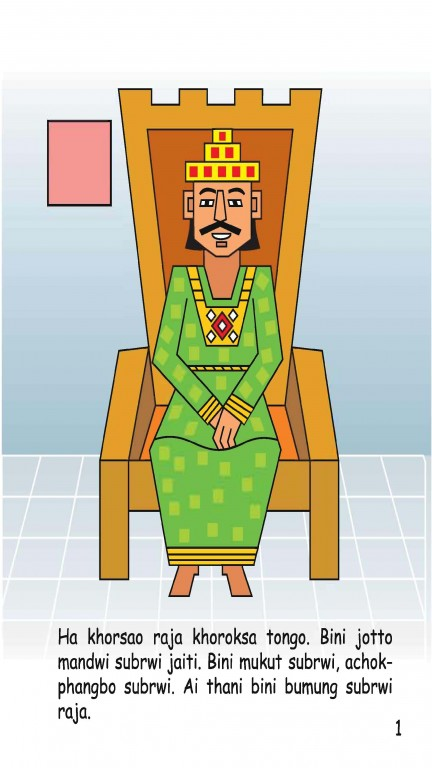 Ha khorsao raja khoroksa tongo. Bini jotto
mandwi subrwi jaiti. Bini mukut subrwi, achok-
phangbo subrwi. Ai thani bini bumung subrwi
raja.
1